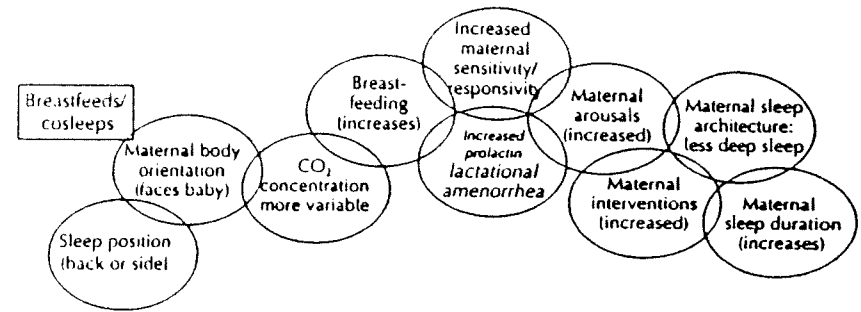 Breastfeeds/
cosleeps
Sleep position
(back or side)
Maternal body
orientation
(faces baby)
CO₂
concentration
more variable
Breast-
feeding
(increases)
Increased
maternal
sensitivity/
responsivity
Increased
prolactin
lactational
amenorrhea
Maternal
arousals
(increased)
Maternal
interventions
(increased)
Maternal sleep
architecture:
less deep sleep
Maternal
sleep duration
(increases)